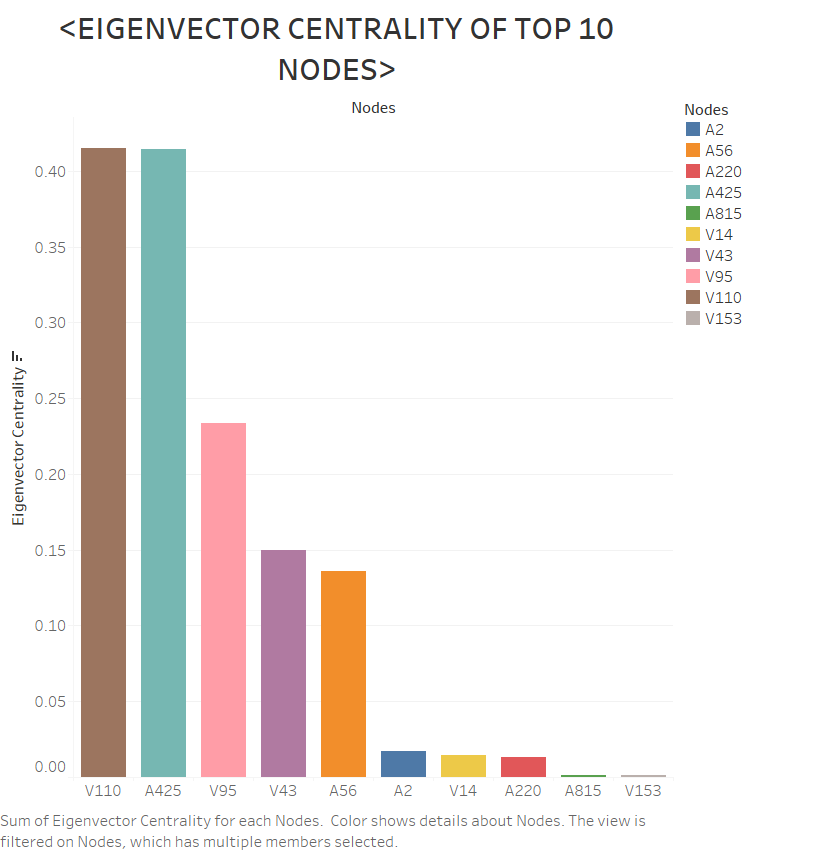 <EIGENVECTOR CENTRALITY OF TOP 10
NODES>
Nodes
Nodes
A2
A56
A220
A425
A815
V14
V43
V95
V110
V153
Eigenvector Centrality
0.40
0.35
0.30
0.25
0.20
0.15
0.10
0.05
0.00
V110 A425 V95 V43 A56 A2 V14 A220 A815 V153
Sum of Eigenvector Centrality for each Nodes. Color shows details about Nodes. The view is
filtered on Nodes, which has multiple members selected.